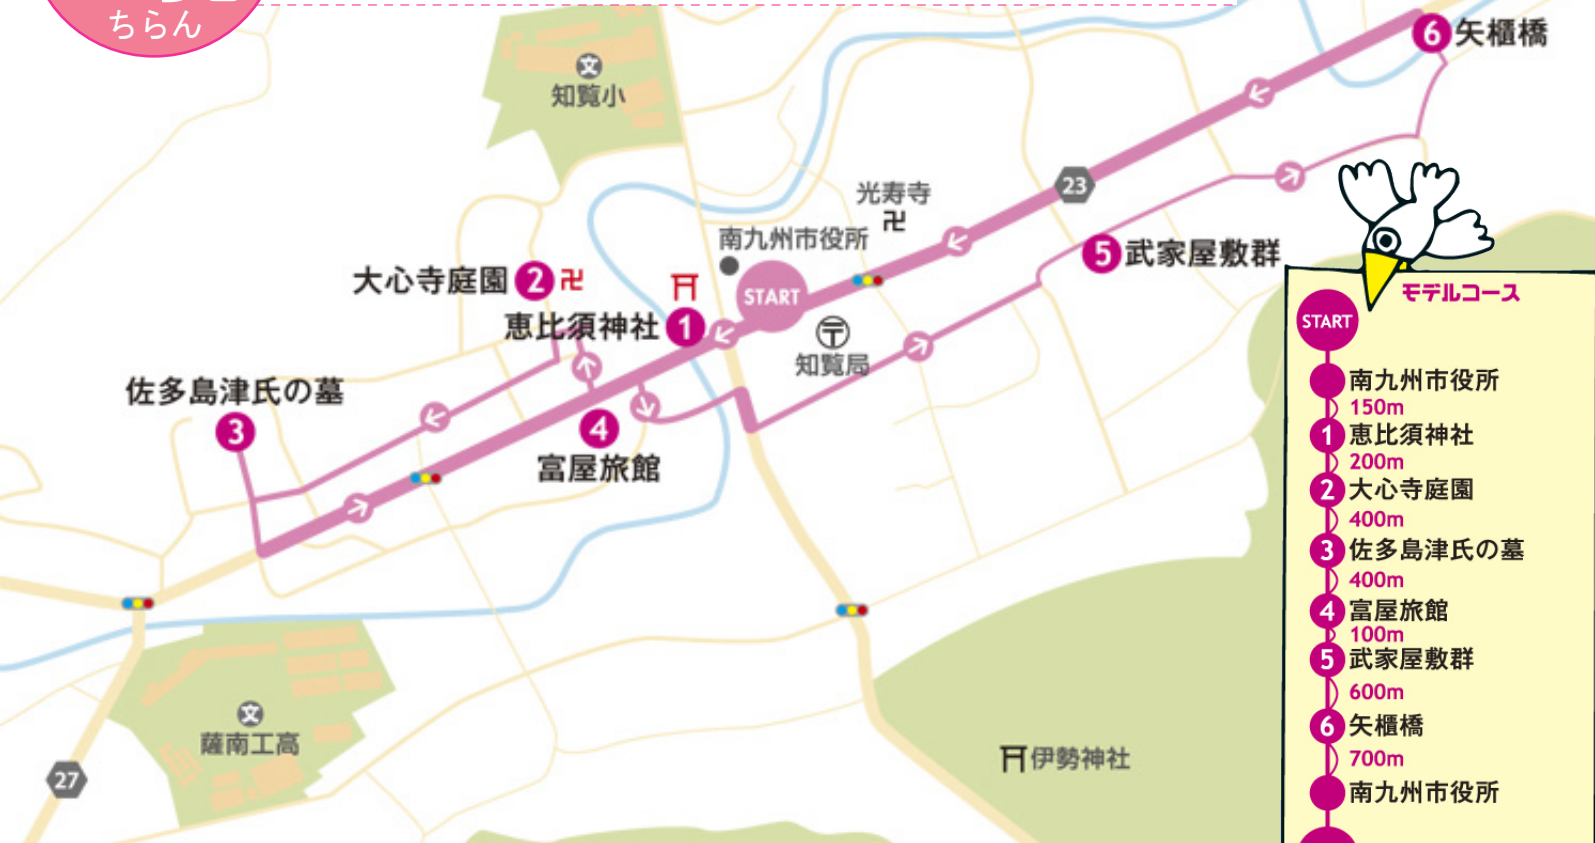 ちらん
文
知覧小
6 矢櫃橋
23
光寿寺
卍
南九州市役所
START
大心寺庭園 2 卍
恵比須神社 1
5 武家屋敷群
〒
知覧局
佐多島津氏の墓
3
4
富屋旅館
文
薩南工高
27
伊勢神社
モデルコース
START
南九州市役所
150m
1 恵比須神社
200m
2 大心寺庭園
400m
3 佐多島津氏の墓
400m
4 富屋旅館
100m
5 武家屋敷群
600m
6 矢櫃橋
700m
南九州市役所